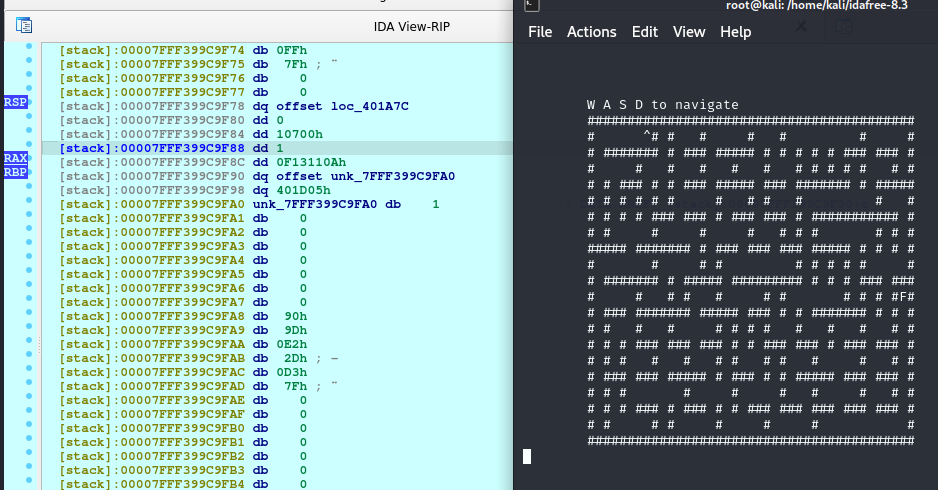 IDA View-RIP
root@kali: /home/kali/idafree-8.3
File Actions Edit View Help
[stack]:00007FFF399C9F74 db 0FFh
[stack]:00007FFF399C9F75 db 7Fh ; ¨
[stack]:00007FFF399C9F76 db 0
[stack]:00007FFF399C9F77 db 0
RSP [stack]:00007FFF399C9F78 dq offset loc_401A7C
[stack]:00007FFF399C9F80 dd 0
[stack]:00007FFF399C9F84 dd 10700h
[stack]:00007FFF399C9F88 dd 1
RAX [stack]:00007FFF399C9F8C dd 0F13110Ah
RBP [stack]:00007FFF399C9F90 dq offset unk_7FFF399C9FA0
[stack]:00007FFF399C9F98 dq 401D05h
[stack]:00007FFF399C9FA0 unk_7FFF399C9FA0 db 1
[stack]:00007FFF399C9FA1 db 0
[stack]:00007FFF399C9FA2 db 0
[stack]:00007FFF399C9FA3 db 0
[stack]:00007FFF399C9FA4 db 0
[stack]:00007FFF399C9FA5 db 0
[stack]:00007FFF399C9FA6 db 0
[stack]:00007FFF399C9FA7 db 0
[stack]:00007FFF399C9FA8 db 90h
[stack]:00007FFF399C9FA9 db 9Dh
[stack]:00007FFF399C9FAA db 0E2h
[stack]:00007FFF399C9FAB db 2Dh ; –
[stack]:00007FFF399C9FAC db 0D3h
[stack]:00007FFF399C9FAD db 7Fh ; ¨
[stack]:00007FFF399C9FAE db 0
[stack]:00007FFF399C9FAF db 0
[stack]:00007FFF399C9FB0 db 0
[stack]:00007FFF399C9FB1 db 0
[stack]:00007FFF399C9FB2 db 0
[stack]:00007FFF399C9FB3 db 0
[stack]:00007FFF399C9FB4 db 0
W A S D to navigate